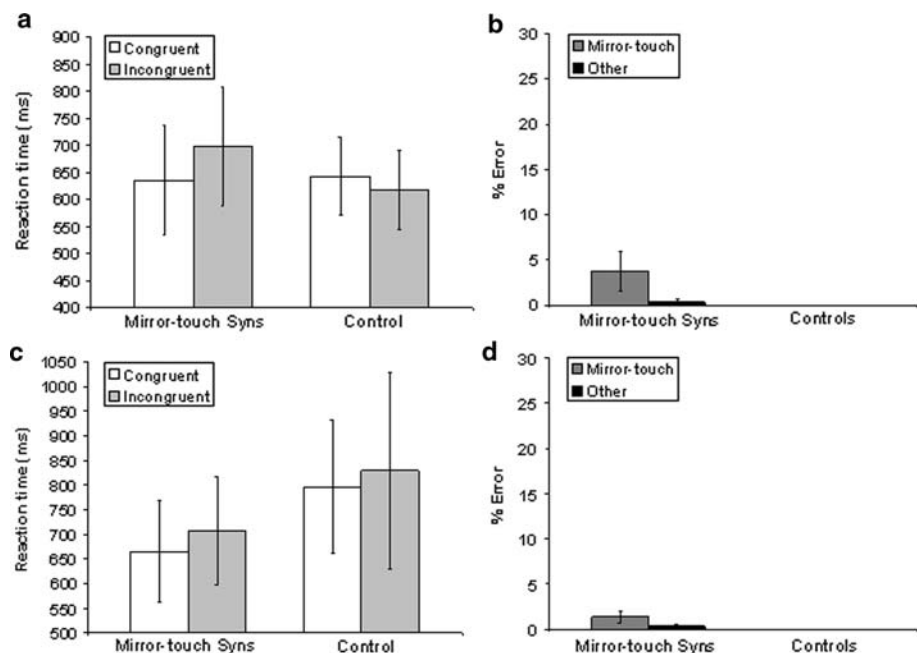 a
900
850
800
750
700
650
600
550
500
450
400
Reaction time (ms)
Congruent
Incongruent
Mirror-touch Syns
Control
b
30
25
20
15
10
5
0
% Error
Mirror-touch
Other
Mirror-touch Syns
Controls
c
1050
1000
950
900
850
800
750
700
650
600
550
500
Reaction time (ms)
Congruent
Incongruent
Mirror-touch Syns
Control
d
30
25
20
15
10
5
0
% Error
Mirror-touch
Other
Mirror-touch Syns
Controls